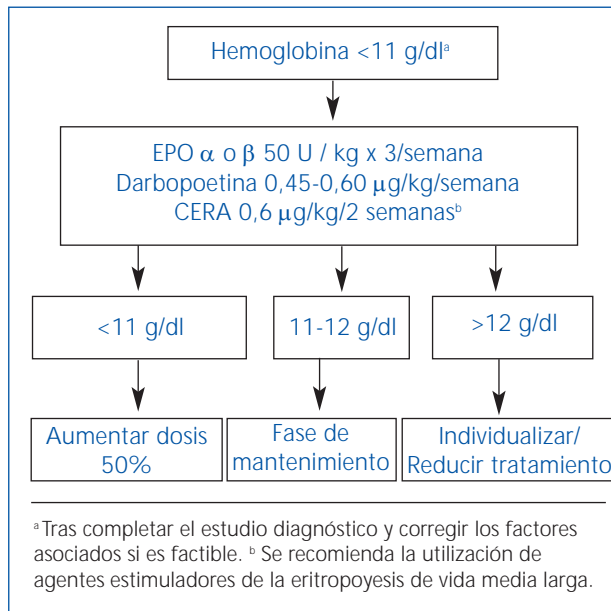 Hemoglobina <11 g/dlª
EPO α o β 50 U / kg x 3/semana
Darbopoetina 0,45-0,60 µg/kg/semana
CERA 0,6 µg/kg/2 semanasᵇ
<11 g/dl
11-12 g/dl
>12 g/dl
Aumentar dosis
50%
Fase de
mantenimiento
Individualizar/
Reducir tratamiento
ª Tras completar el estudio diagnóstico y corregir los factores
asociados si es factible. ᵇ Se recomienda la utilización de
agentes estimuladores de la eritropoyesis de vida media larga.